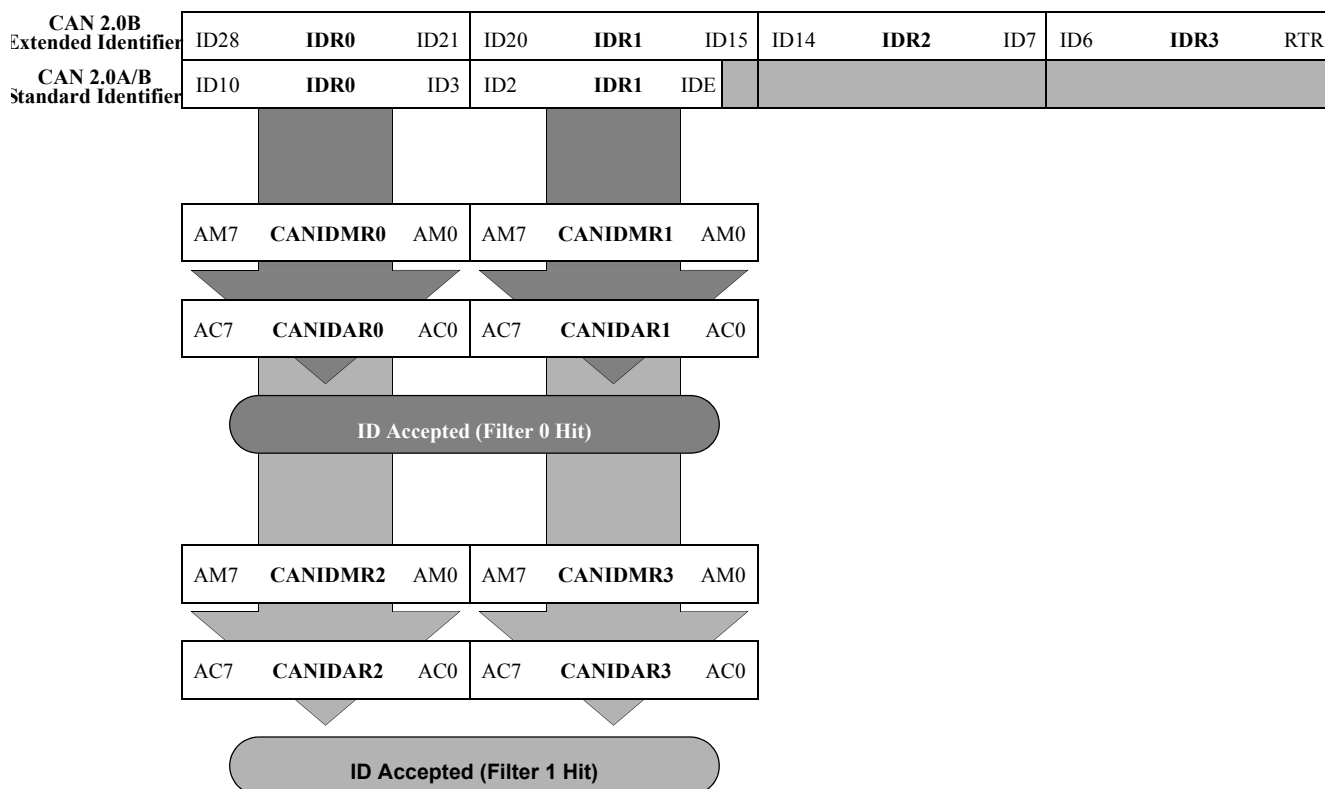 CAN 2.0B
Extended Identifier ID28 IDR0 ID21 ID20 IDR1 ID15 ID14 IDR2 ID7 ID6 IDR3 RTR
CAN 2.0A/B
Standard Identifier ID10 IDR0 ID3 ID2 IDR1 IDE
AM7 CANIDMR0 AM0 AM7 CANIDMR1 AM0
AC7 CANIDAR0 AC0 AC7 CANIDAR1 AC0
ID Accepted (Filter 0 Hit)
AM7 CANIDMR2 AM0 AM7 CANIDMR3 AM0
AC7 CANIDAR2 AC0 AC7 CANIDAR3 AC0
ID Accepted (Filter 1 Hit)